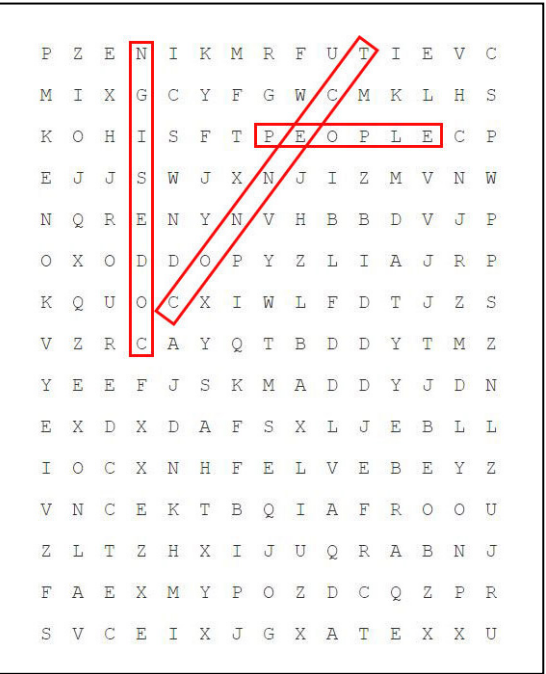 P Z E N I K M R F U T I E V C
M I X G C Y F G W C M K L H S
K O H I S F T P E O P L E C P
E J J S W J X N J I Z M V N W
N Q R E N Y N V H B B D V J P
O X O D D O P Y Z L I A J R P
K Q U O C X I W L F D T J Z S
V Z R C A Y Q T B D D Y T M Z
Y E E F J S K M A D D Y J D N
E X D X D A F S X L J E B L L
I O C X N H F E L V E B E Y Z
V N C E K T B Q I A F R O O U
Z L T Z H X I J U Q R A B N J
F A E X M Y P O Z D C Q Z P R
S V C E I X J G X A T E X X U